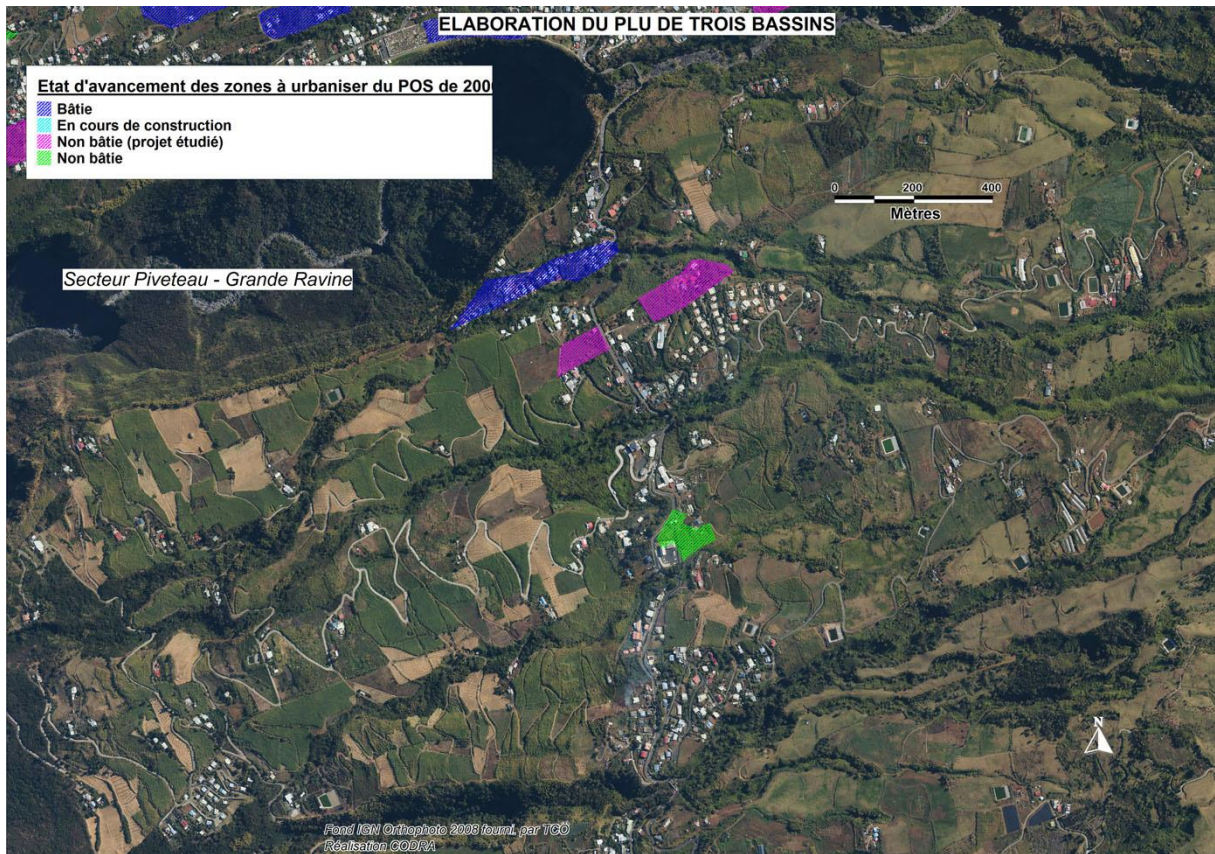 ELABORATION DU PLU DE TROIS BASSINS
Etat d'avancement des zones à urbaniser du POS de 200
Bâtie
En cours de construction
Non bâtie (projet étudié)
Non bâtie
0 200 400
Mètres
Secteur Piveteau - Grande Ravine
N
Fond IGN Orthophoto 2008 fourni. par TCO
Réalisation CODRA